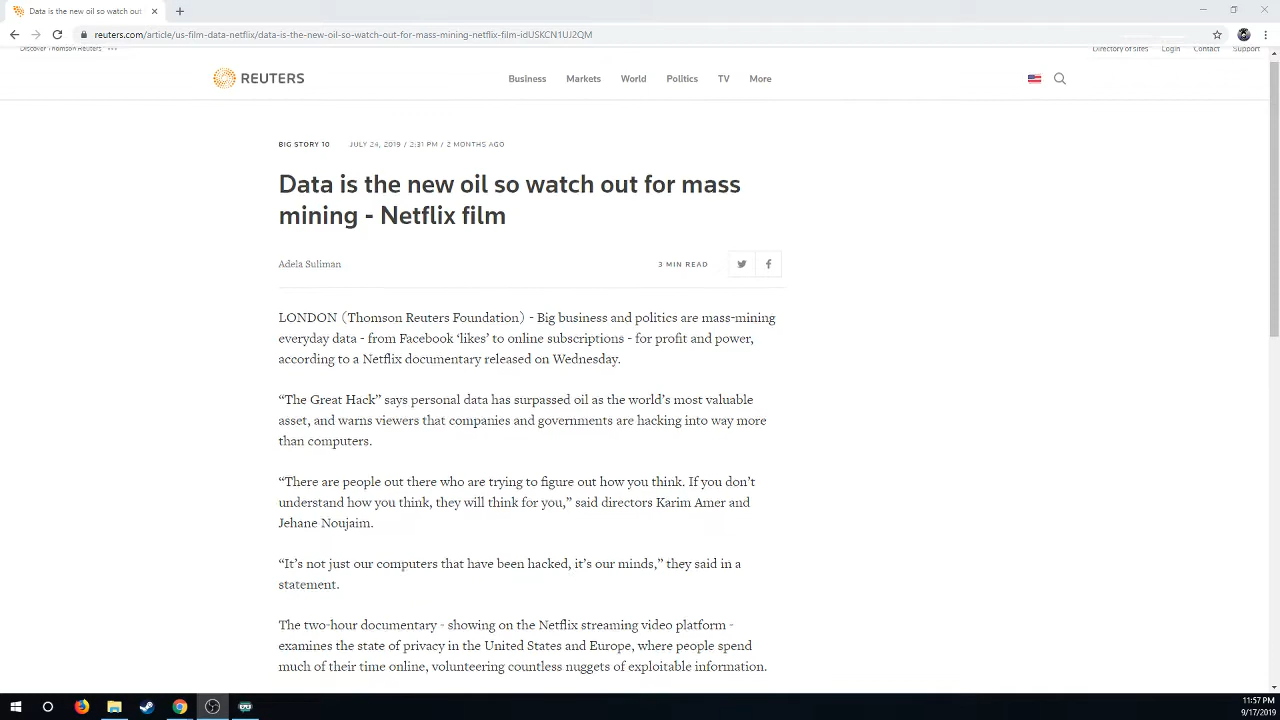 Data is the new oil so watch out
reuters.com/article/us-film-data-netflix/data-is-the-new-oil-so-watch-out-for-mass-mining-netflix-film-idUSKCN1UJ2QM
Discover Thomson Reuters
Directory of sites Login Contact Support
REUTERS Business Markets World Politics TV More
BIG STORY 10 JULY 24, 2019 / 2:31 PM / 2 MONTHS AGO
Data is the new oil so watch out for mass
mining - Netflix film
Adela Suliman 3 MIN READ
LONDON (Thomson Reuters Foundation) - Big business and politics are mass-mining
everyday data - from Facebook ‘likes’ to online subscriptions - for profit and power,
according to a Netflix documentary released on Wednesday.
“The Great Hack” says personal data has surpassed oil as the world’s most valuable
asset, and warns viewers that companies and governments are hacking into way more
than computers.
“There are people out there who are trying to figure out how you think. If you don’t
understand how you think, they will think for you,” said directors Karim Amer and
Jehane Noujaim.
“It’s not just our computers that have been hacked, it’s our minds,” they said in a
statement.
The two-hour documentary - showing on the Netflix streaming video platform -
examines the state of privacy in the United States and Europe, where people spend
much of their time online, volunteering countless nuggets of exploitable information.
11:57 PM
9/17/2019